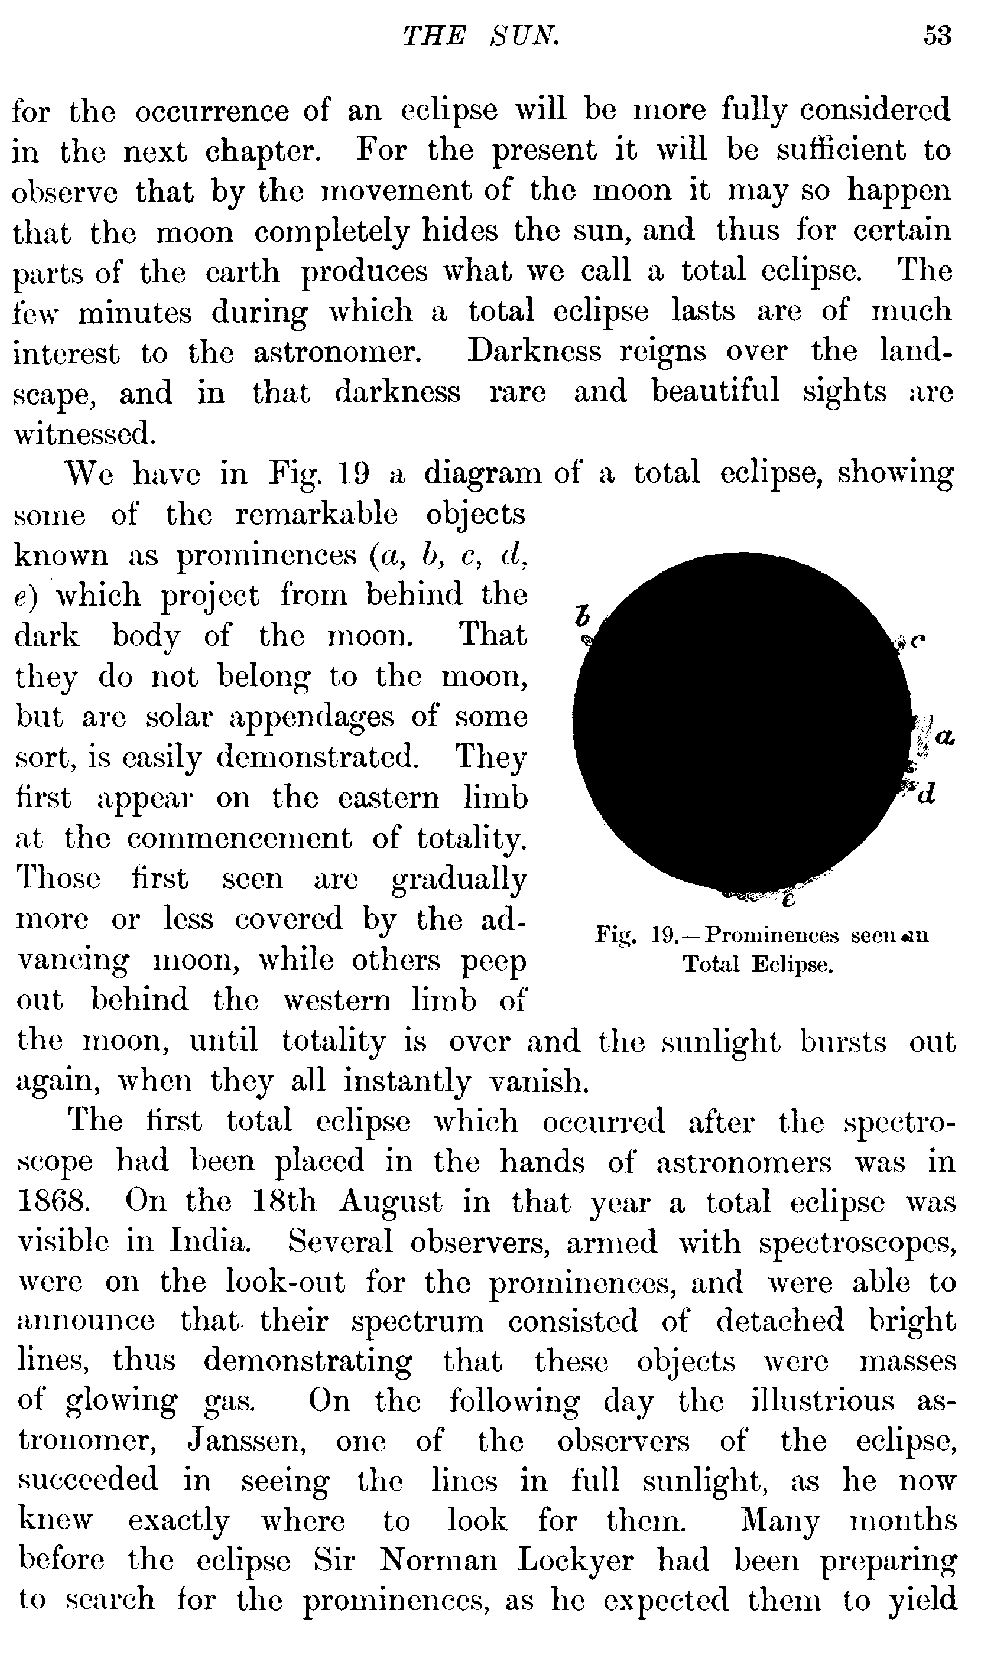 THE SUN. 53
for the occurrence of an eclipse will be more fully considered
in the next chapter. For the present it will be sufficient to
observe that by the movement of the moon it may so happen
that the moon completely hides the sun, and thus for certain
parts of the earth produces what we call a total eclipse. The
few minutes during which a total eclipse lasts are of much
interest to the astronomer. Darkness reigns over the land-
scape, and in that darkness rare and beautiful sights are
witnessed.
We have in Fig. 19 a diagram of a total eclipse, showing
some of the remarkable objects
known as prominences (a, b, c, d,
e) which project from behind the
dark body of the moon. That
they do not belong to the moon,
but are solar appendages of some
sort, is easily demonstrated. They
first appear on the eastern limb
at the commencement of totality.
Those first seen are gradually
more or less covered by the ad-
vancing moon, while others peep
out behind the western limb of
the moon, until totality is over and the sunlight bursts out
again, when they all instantly vanish.
b
c
a
d
e
Fig. 19.—Prominences seen in
Total Eclipse.
The first total eclipse which occurred after the spectro-
scope had been placed in the hands of astronomers was in
1868. On the 18th August in that year a total eclipse was
visible in India. Several observers, armed with spectroscopes,
were on the look-out for the prominences, and were able to
announce that their spectrum consisted of detached bright
lines, thus demonstrating that these objects were masses
of glowing gas. On the following day the illustrious as-
tronomer, Janssen, one of the observers of the eclipse,
succeeded in seeing the lines in full sunlight, as he now
knew exactly where to look for them. Many months
before the eclipse Sir Norman Lockyer had been preparing
to search for the prominences, as he expected them to yield